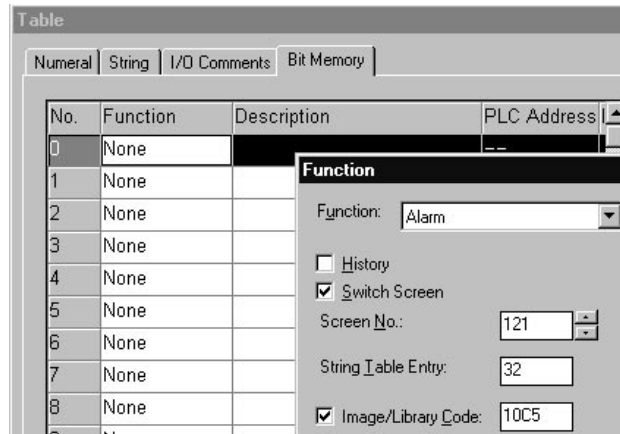 Table
Numeral String I/O Comments Bit Memory
No. Function Description PLC Address
0 None --
Function
1 None
Function: Alarm
2 None
3 None
History
4 None
Switch Screen
5 None
Screen No.: 121
6 None
String Table Entry: 32
7 None
8 None
Image/Library Code: 10C5